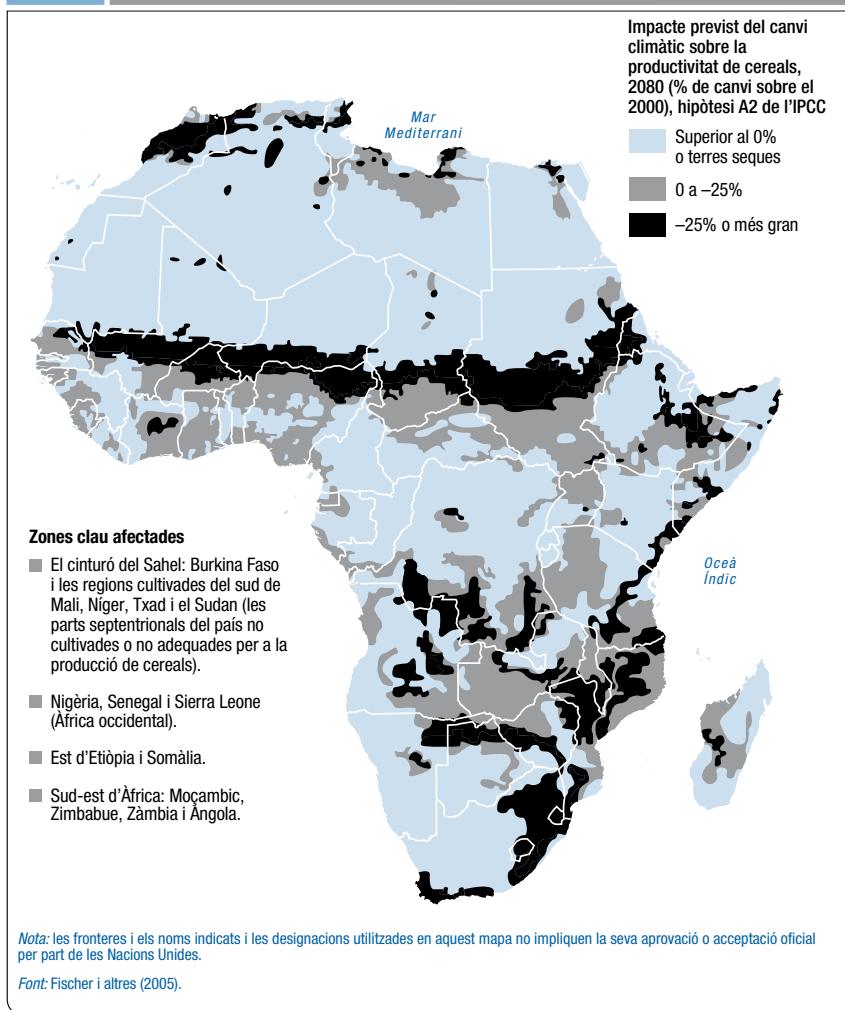 Impacte previst del canvi
climàtic sobre la
productivitat de cereals,
2080 (% de canvi sobre el
2000), hipòtesi A2 de l'IPCC
Superior al 0%
o terres seques
0 a –25%
–25% o més gran
Mar
Mediterrani
Oceà
Índic
Zones clau afectades
El cinturó del Sahel: Burkina Faso
i les regions cultivades del sud de
Mali, Níger, Txad i el Sudan (les
parts septentrionals del país no
cultivades o no adequades per a la
producció de cereals).
Nigèria, Senegal i Sierra Leone
(Àfrica occidental).
Est d'Etiòpia i Somàlia.
Sud-est d'Àfrica: Moçambic,
Zimbabue, Zàmbia i Angola.
Nota: les fronteres i els noms indicats i les designacions utilitzades en aquest mapa no impliquen la seva aprovació o acceptació oficial
per part de les Nacions Unides.
Font: Fischer i altres (2005).